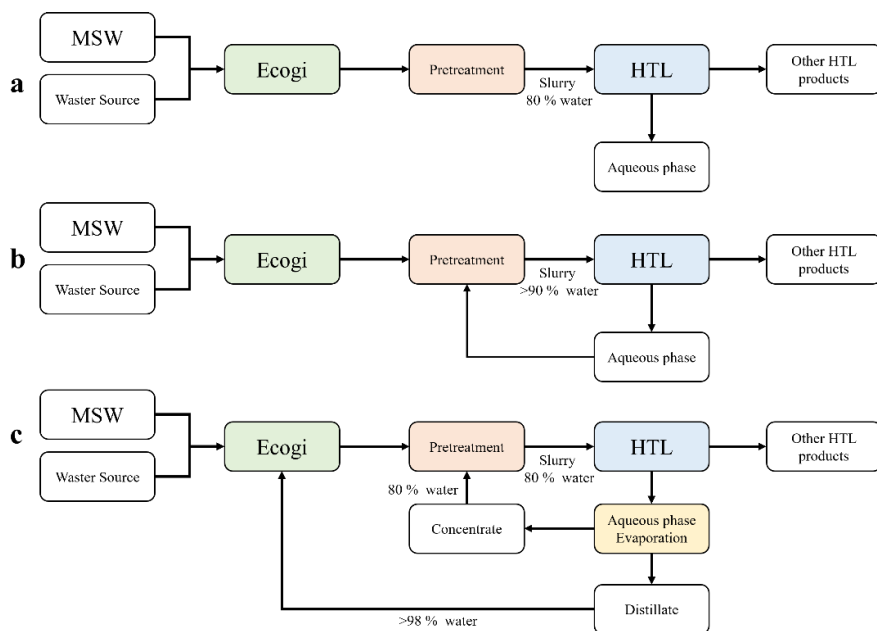 MSW
Waster Source
a
Ecogi
Pretreatment
Slurry
80 % water
HTL
Other HTL
products
Aqueous phase
MSW
Waster Source
b
Ecogi
Pretreatment
Slurry
>90 % water
HTL
Other HTL
products
Aqueous phase
MSW
Waster Source
c
Ecogi
Pretreatment
Slurry
80 % water
HTL
Other HTL
products
80 % water
Concentrate
Aqueous phase
Evaporation
Distillate
>98 % water